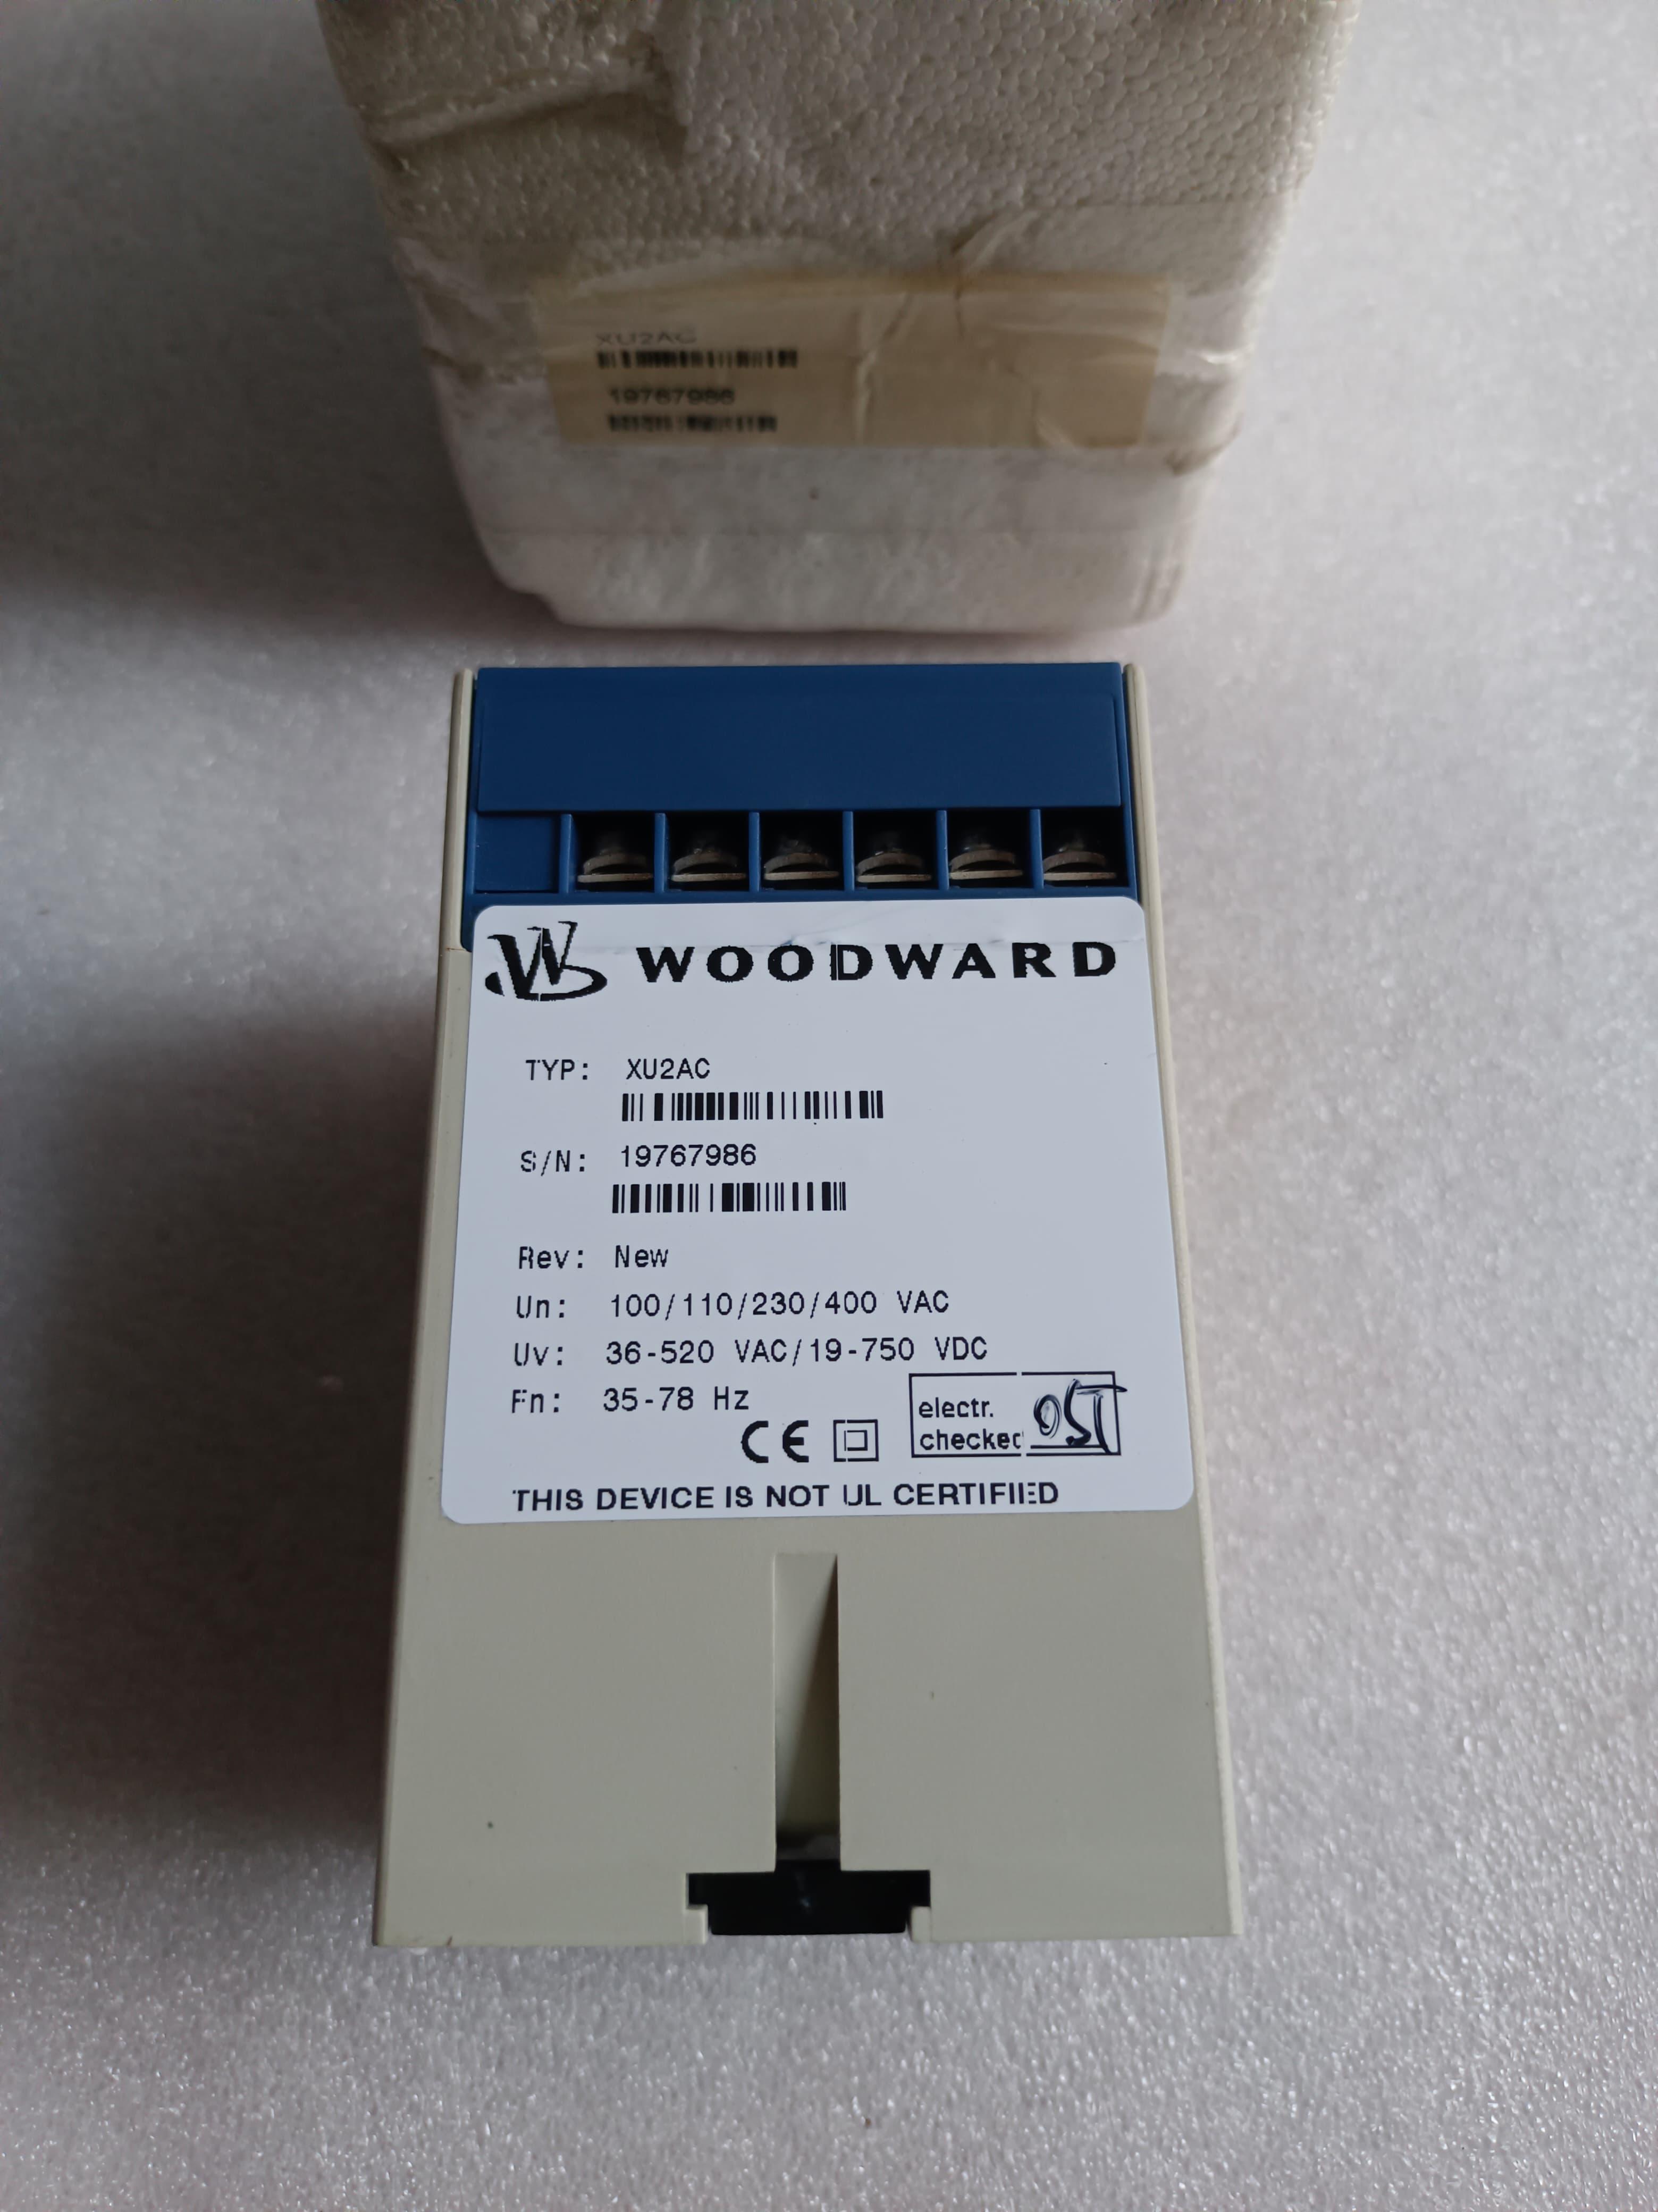 XU2AC
19767986
WOODWARD
TYP: XU2AC
S/N: 19767986
Rev: New
Un: 100/110/230/400 VAC
Uv: 36-520 VAC/19-750 VDC
Fn: 35-78 Hz
CE
electr.
checked
THIS DEVICE IS NOT UL CERTIFIED